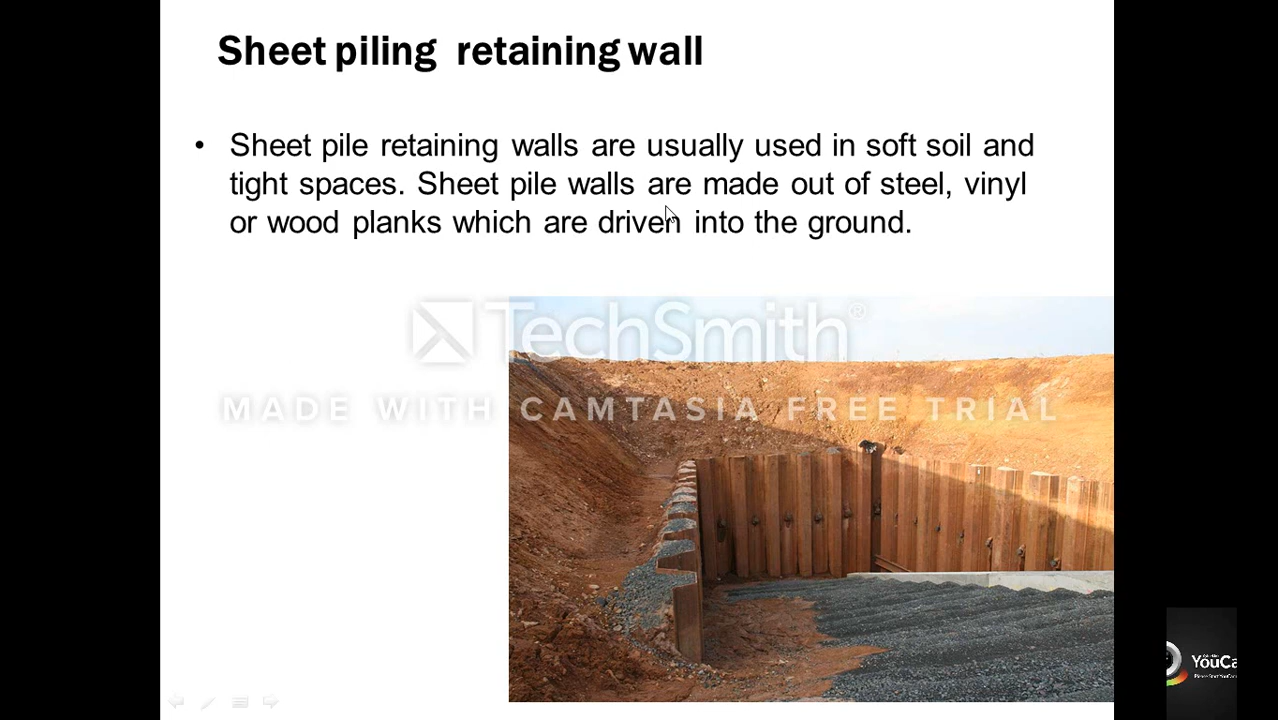 Sheet piling retaining wall
• Sheet pile retaining walls are usually used in soft soil and
tight spaces. Sheet pile walls are made out of steel, vinyl
or wood planks which are driven into the ground.
TechSmith®
MADE WITH CAMTASIA FREE TRIAL
YouCa